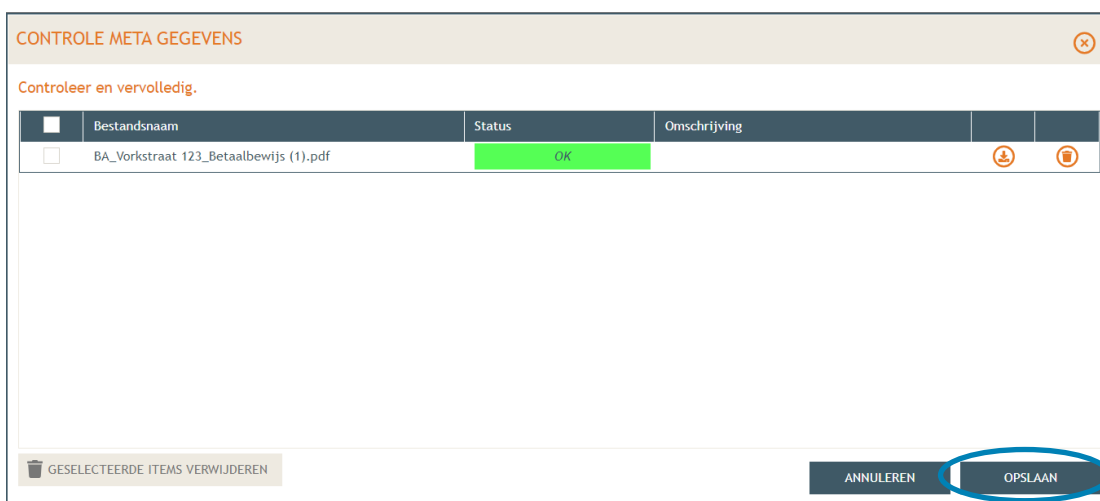 CONTROLE META GEGEVENS
Controleer en vervolledig.
Bestandsnaam Status Omschrijving
BA_Vorkstraat 123_Betaalbewijs (1).pdf OK
GESELECTEERDE ITEMS VERWIJDEREN
ANNULEREN OPSLAAN